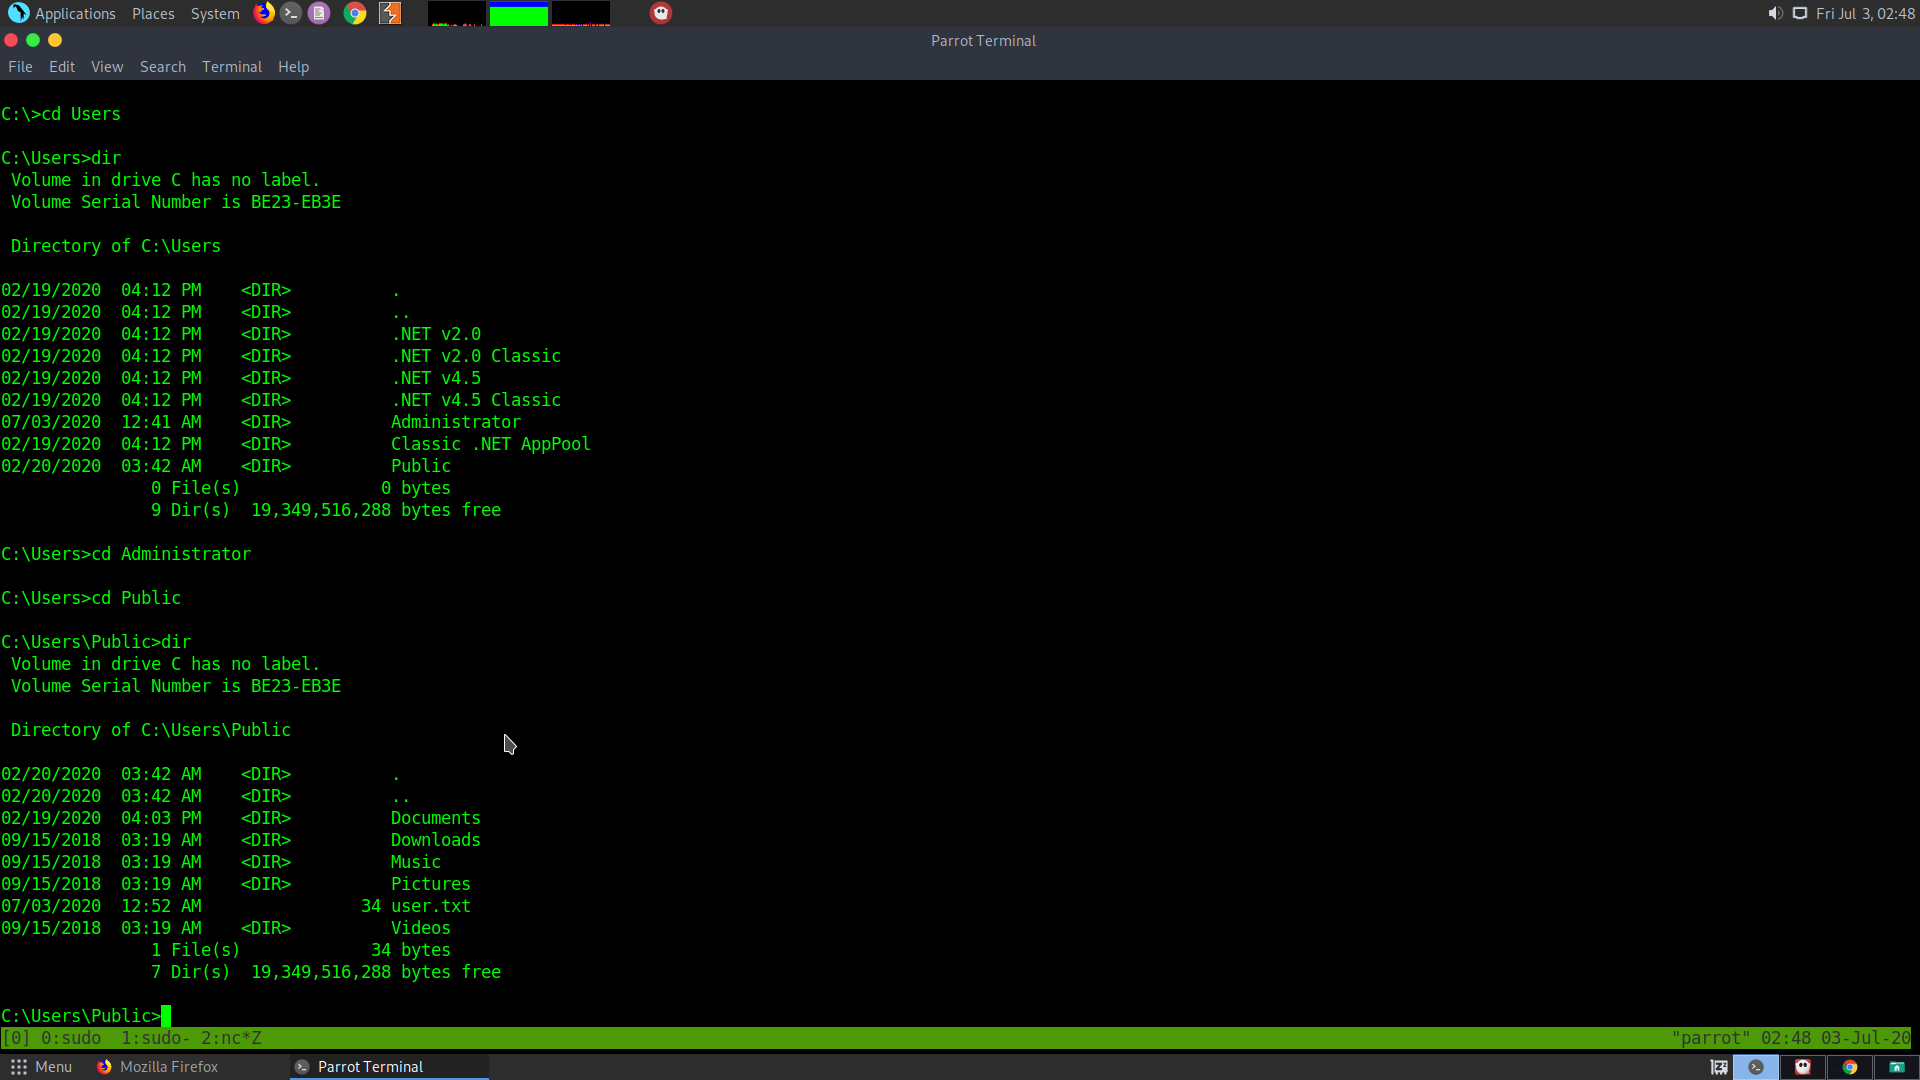 Applications Places System Fri Jul 3, 02:48
Parrot Terminal
File Edit View Search Terminal Help
C:\>cd Users
C:\Users>dir
Volume in drive C has no label.
Volume Serial Number is BE23-EB3E
Directory of C:\Users
02/19/2020 04:12 PM <DIR> .
02/19/2020 04:12 PM <DIR> ..
02/19/2020 04:12 PM <DIR> .NET v2.0
02/19/2020 04:12 PM <DIR> .NET v2.0 Classic
02/19/2020 04:12 PM <DIR> .NET v4.5
02/19/2020 04:12 PM <DIR> .NET v4.5 Classic
07/03/2020 12:41 AM <DIR> Administrator
02/19/2020 04:12 PM <DIR> Classic .NET AppPool
02/20/2020 03:42 AM <DIR> Public
0 File(s) 0 bytes
9 Dir(s) 19,349,516,288 bytes free
C:\Users>cd Administrator
C:\Users>cd Public
C:\Users\Public>dir
Volume in drive C has no label.
Volume Serial Number is BE23-EB3E
Directory of C:\Users\Public
02/20/2020 03:42 AM <DIR> .
02/20/2020 03:42 AM <DIR> ..
02/19/2020 04:03 PM <DIR> Documents
09/15/2018 03:19 AM <DIR> Downloads
09/15/2018 03:19 AM <DIR> Music
09/15/2018 03:19 AM <DIR> Pictures
07/03/2020 12:52 AM 34 user.txt
09/15/2018 03:19 AM <DIR> Videos
1 File(s) 34 bytes
7 Dir(s) 19,349,516,288 bytes free
C:\Users\Public>
[0] 0:sudo 1:sudo- 2:nc*Z "parrot" 02:48 03-Jul-20
Menu Mozilla Firefox Parrot Terminal